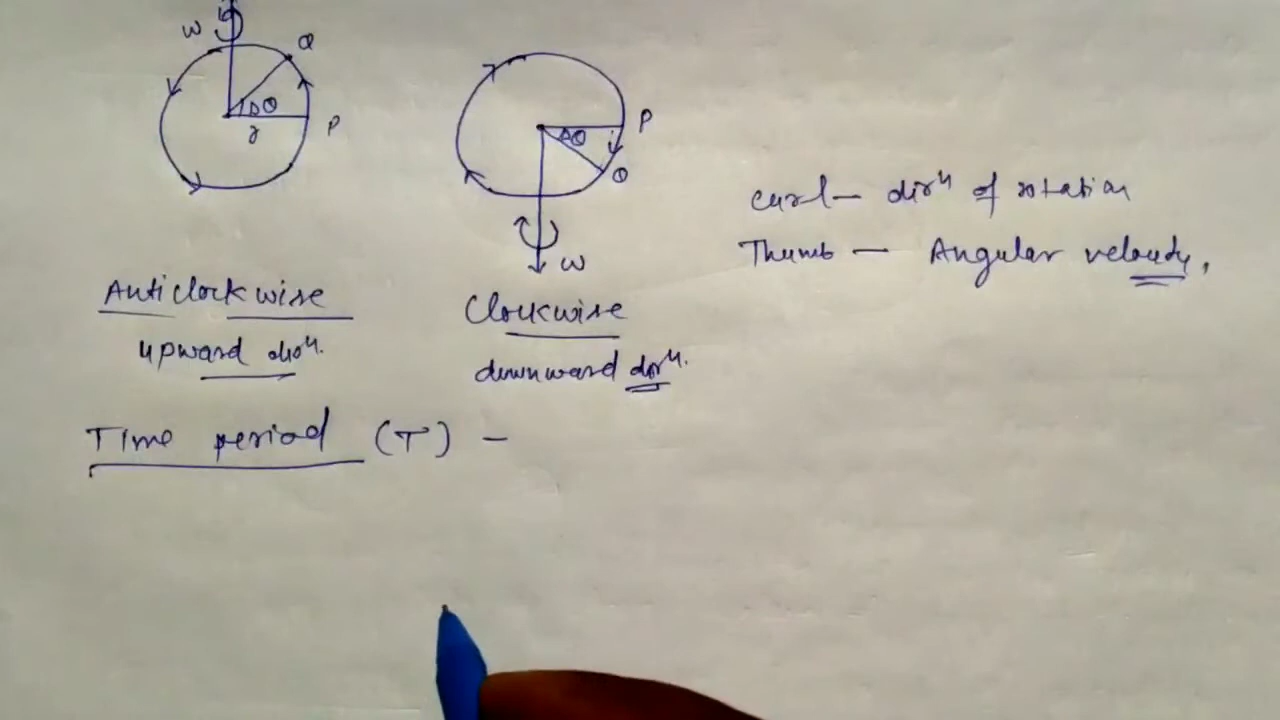 ω
Q
Δθ
r
P
P
Δθ
Q
ω
curl — dirⁿ of rotation
Thumb — Angular velocity,
Anticlockwise
upward dirⁿ.
Clockwise
downward dirⁿ.
Time period (T) —